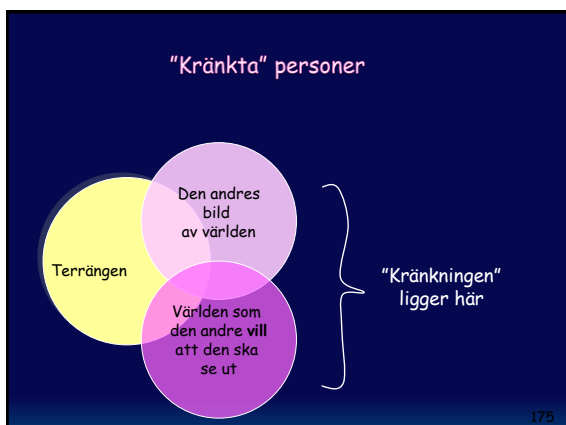 ”Kränkta” personer
Den andres
bild
av världen
Terrängen
Världen som
den andre vill
att den ska
se ut
”Kränkningen”
ligger här
175